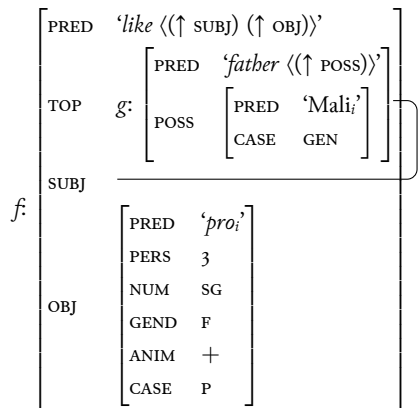 PRED ‘like ⟨(↑ SUBJ) (↑ OBJ)⟩’
PRED ‘father ⟨(↑ POSS)⟩’
TOP g:
PRED ‘Maliᵢ’
POSS
CASE GEN
SUBJ
f:
PRED ‘proᵢ’
PERS 3
NUM SG
OBJ
GEND F
ANIM +
CASE P